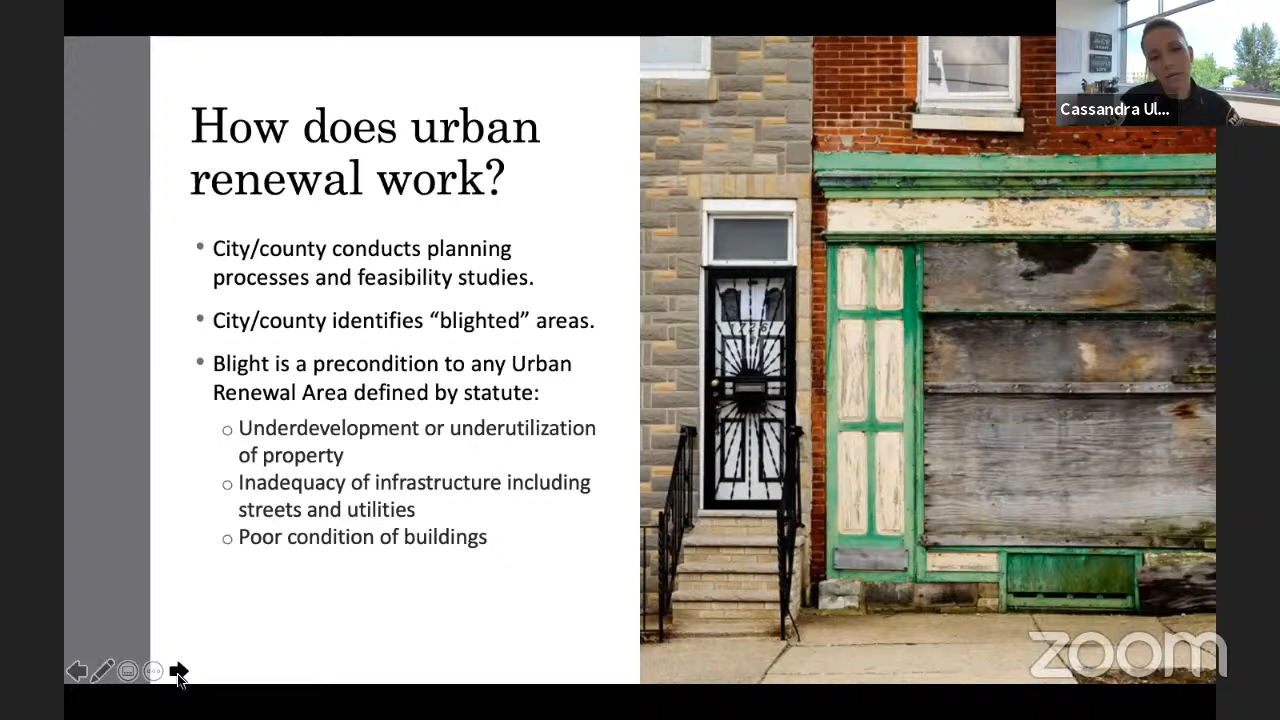 How does urban
renewal work?
City/county conducts planning
processes and feasibility studies.
City/county identifies “blighted” areas.
Blight is a precondition to any Urban
Renewal Area defined by statute:
Underdevelopment or underutilization
of property
Inadequacy of infrastructure including
streets and utilities
Poor condition of buildings
Cassandra Ul...
zoom